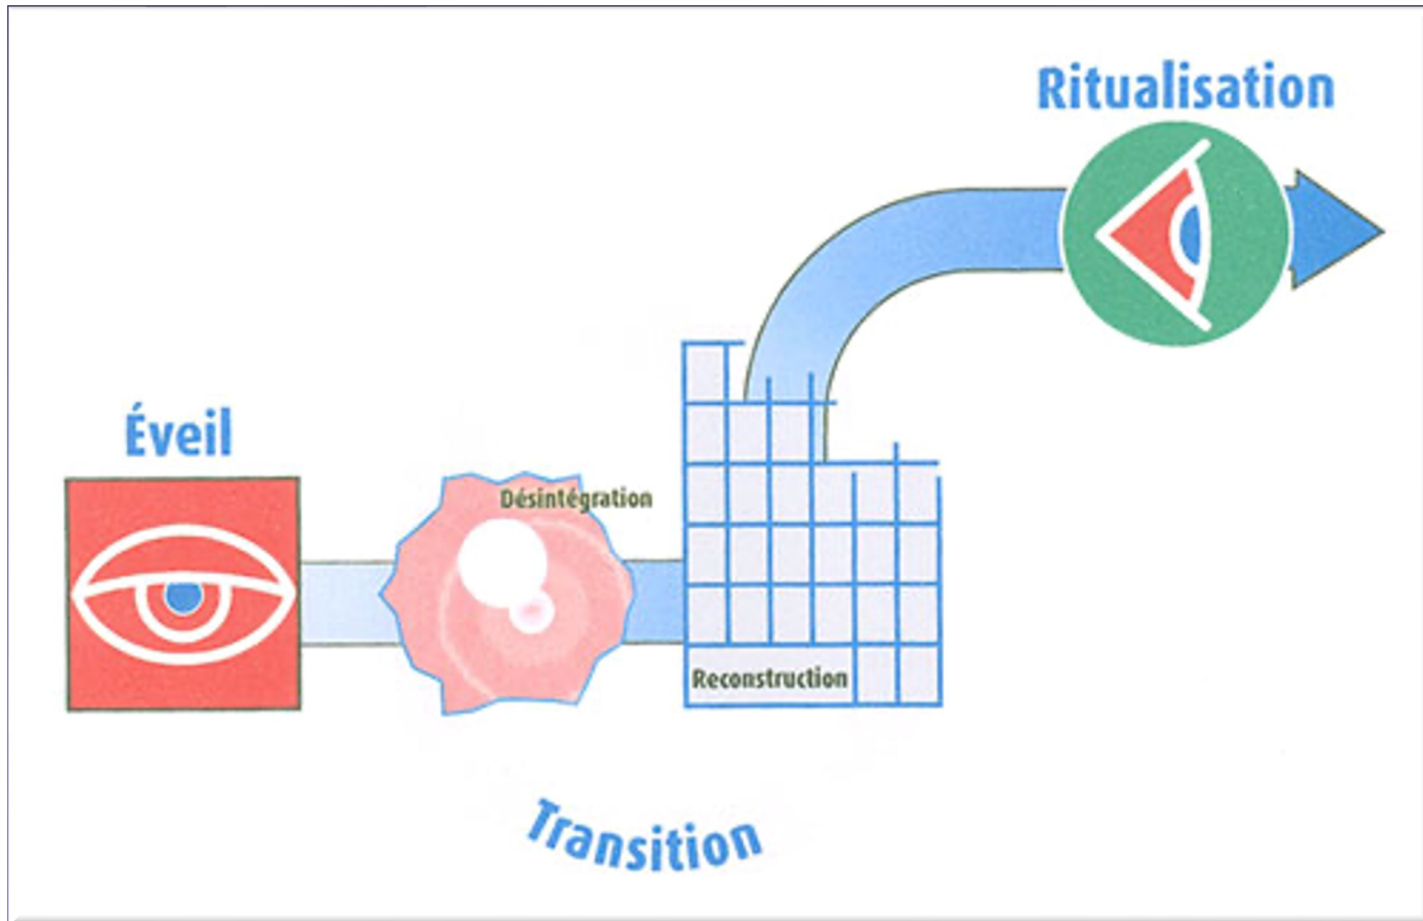 Éveil
Désintégration
Reconstruction
Transition
Ritualisation